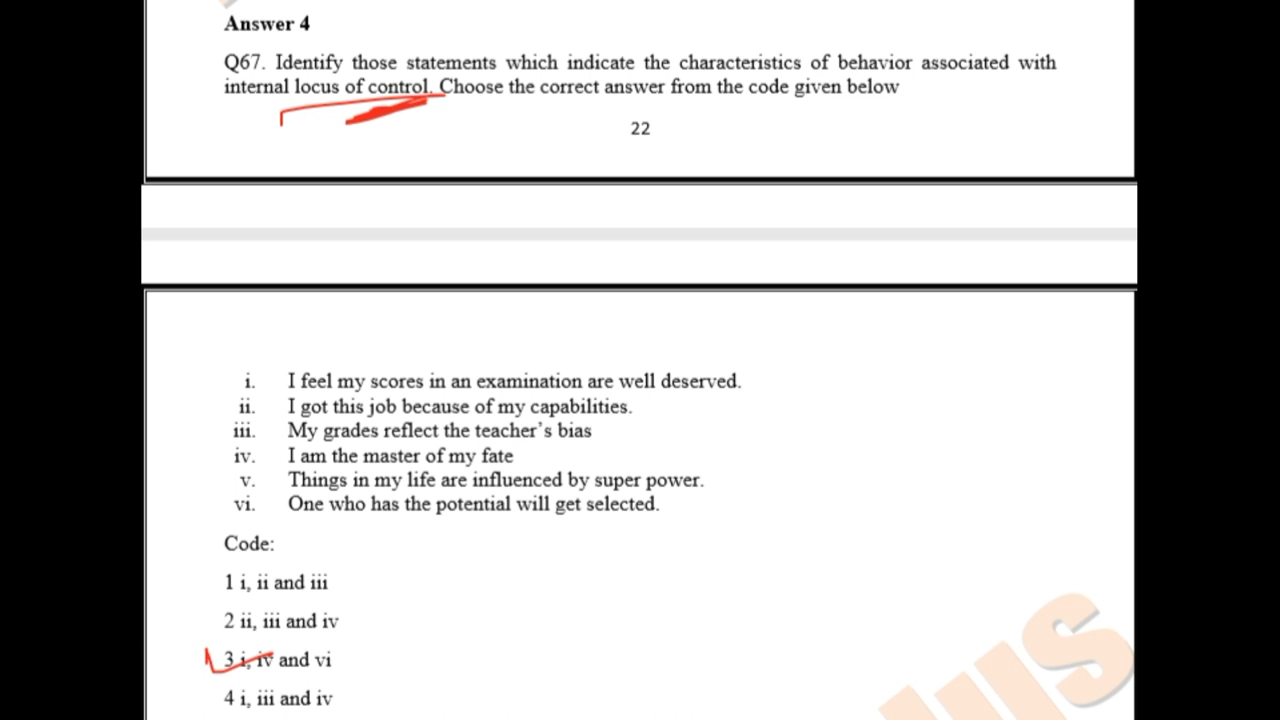 Answer 4
Q67. Identify those statements which indicate the characteristics of behavior associated with
internal locus of control. Choose the correct answer from the code given below
22
i. I feel my scores in an examination are well deserved.
ii. I got this job because of my capabilities.
iii. My grades reflect the teacher's bias
iv. I am the master of my fate
v. Things in my life are influenced by super power.
vi. One who has the potential will get selected.
Code:
1 i, ii and iii
2 ii, iii and iv
3 i, iv and vi
4 i, iii and iv